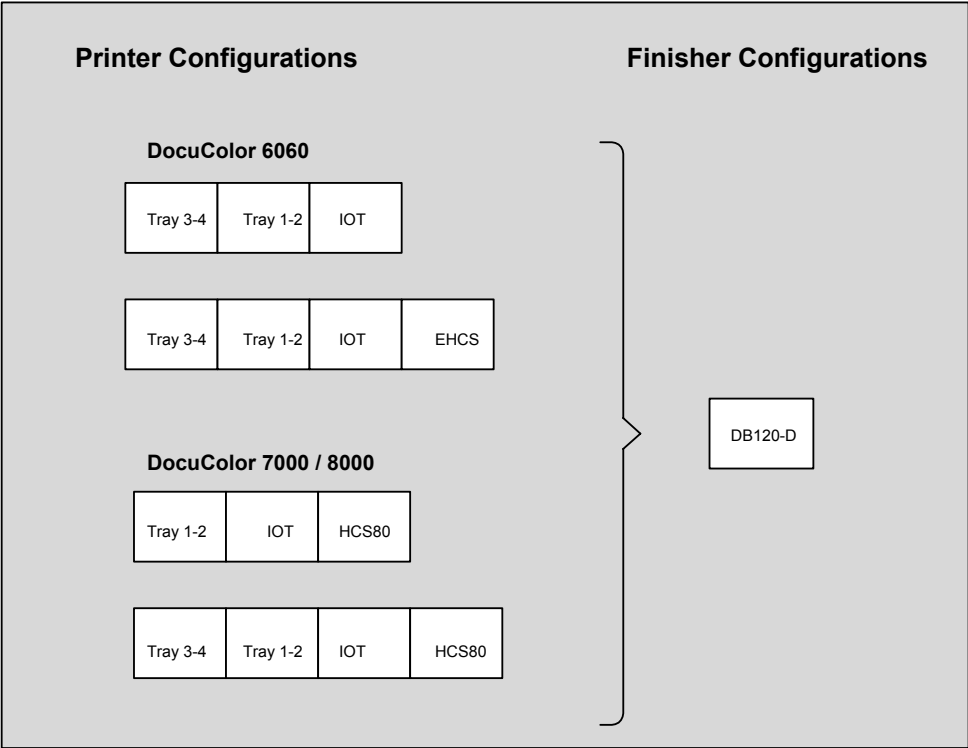 Printer Configurations
Finisher Configurations
DocuColor 6060
Tray 3-4 Tray 1-2 IOT
Tray 3-4 Tray 1-2 IOT EHCS
DB120-D
DocuColor 7000 / 8000
Tray 1-2 IOT HCS80
Tray 3-4 Tray 1-2 IOT HCS80